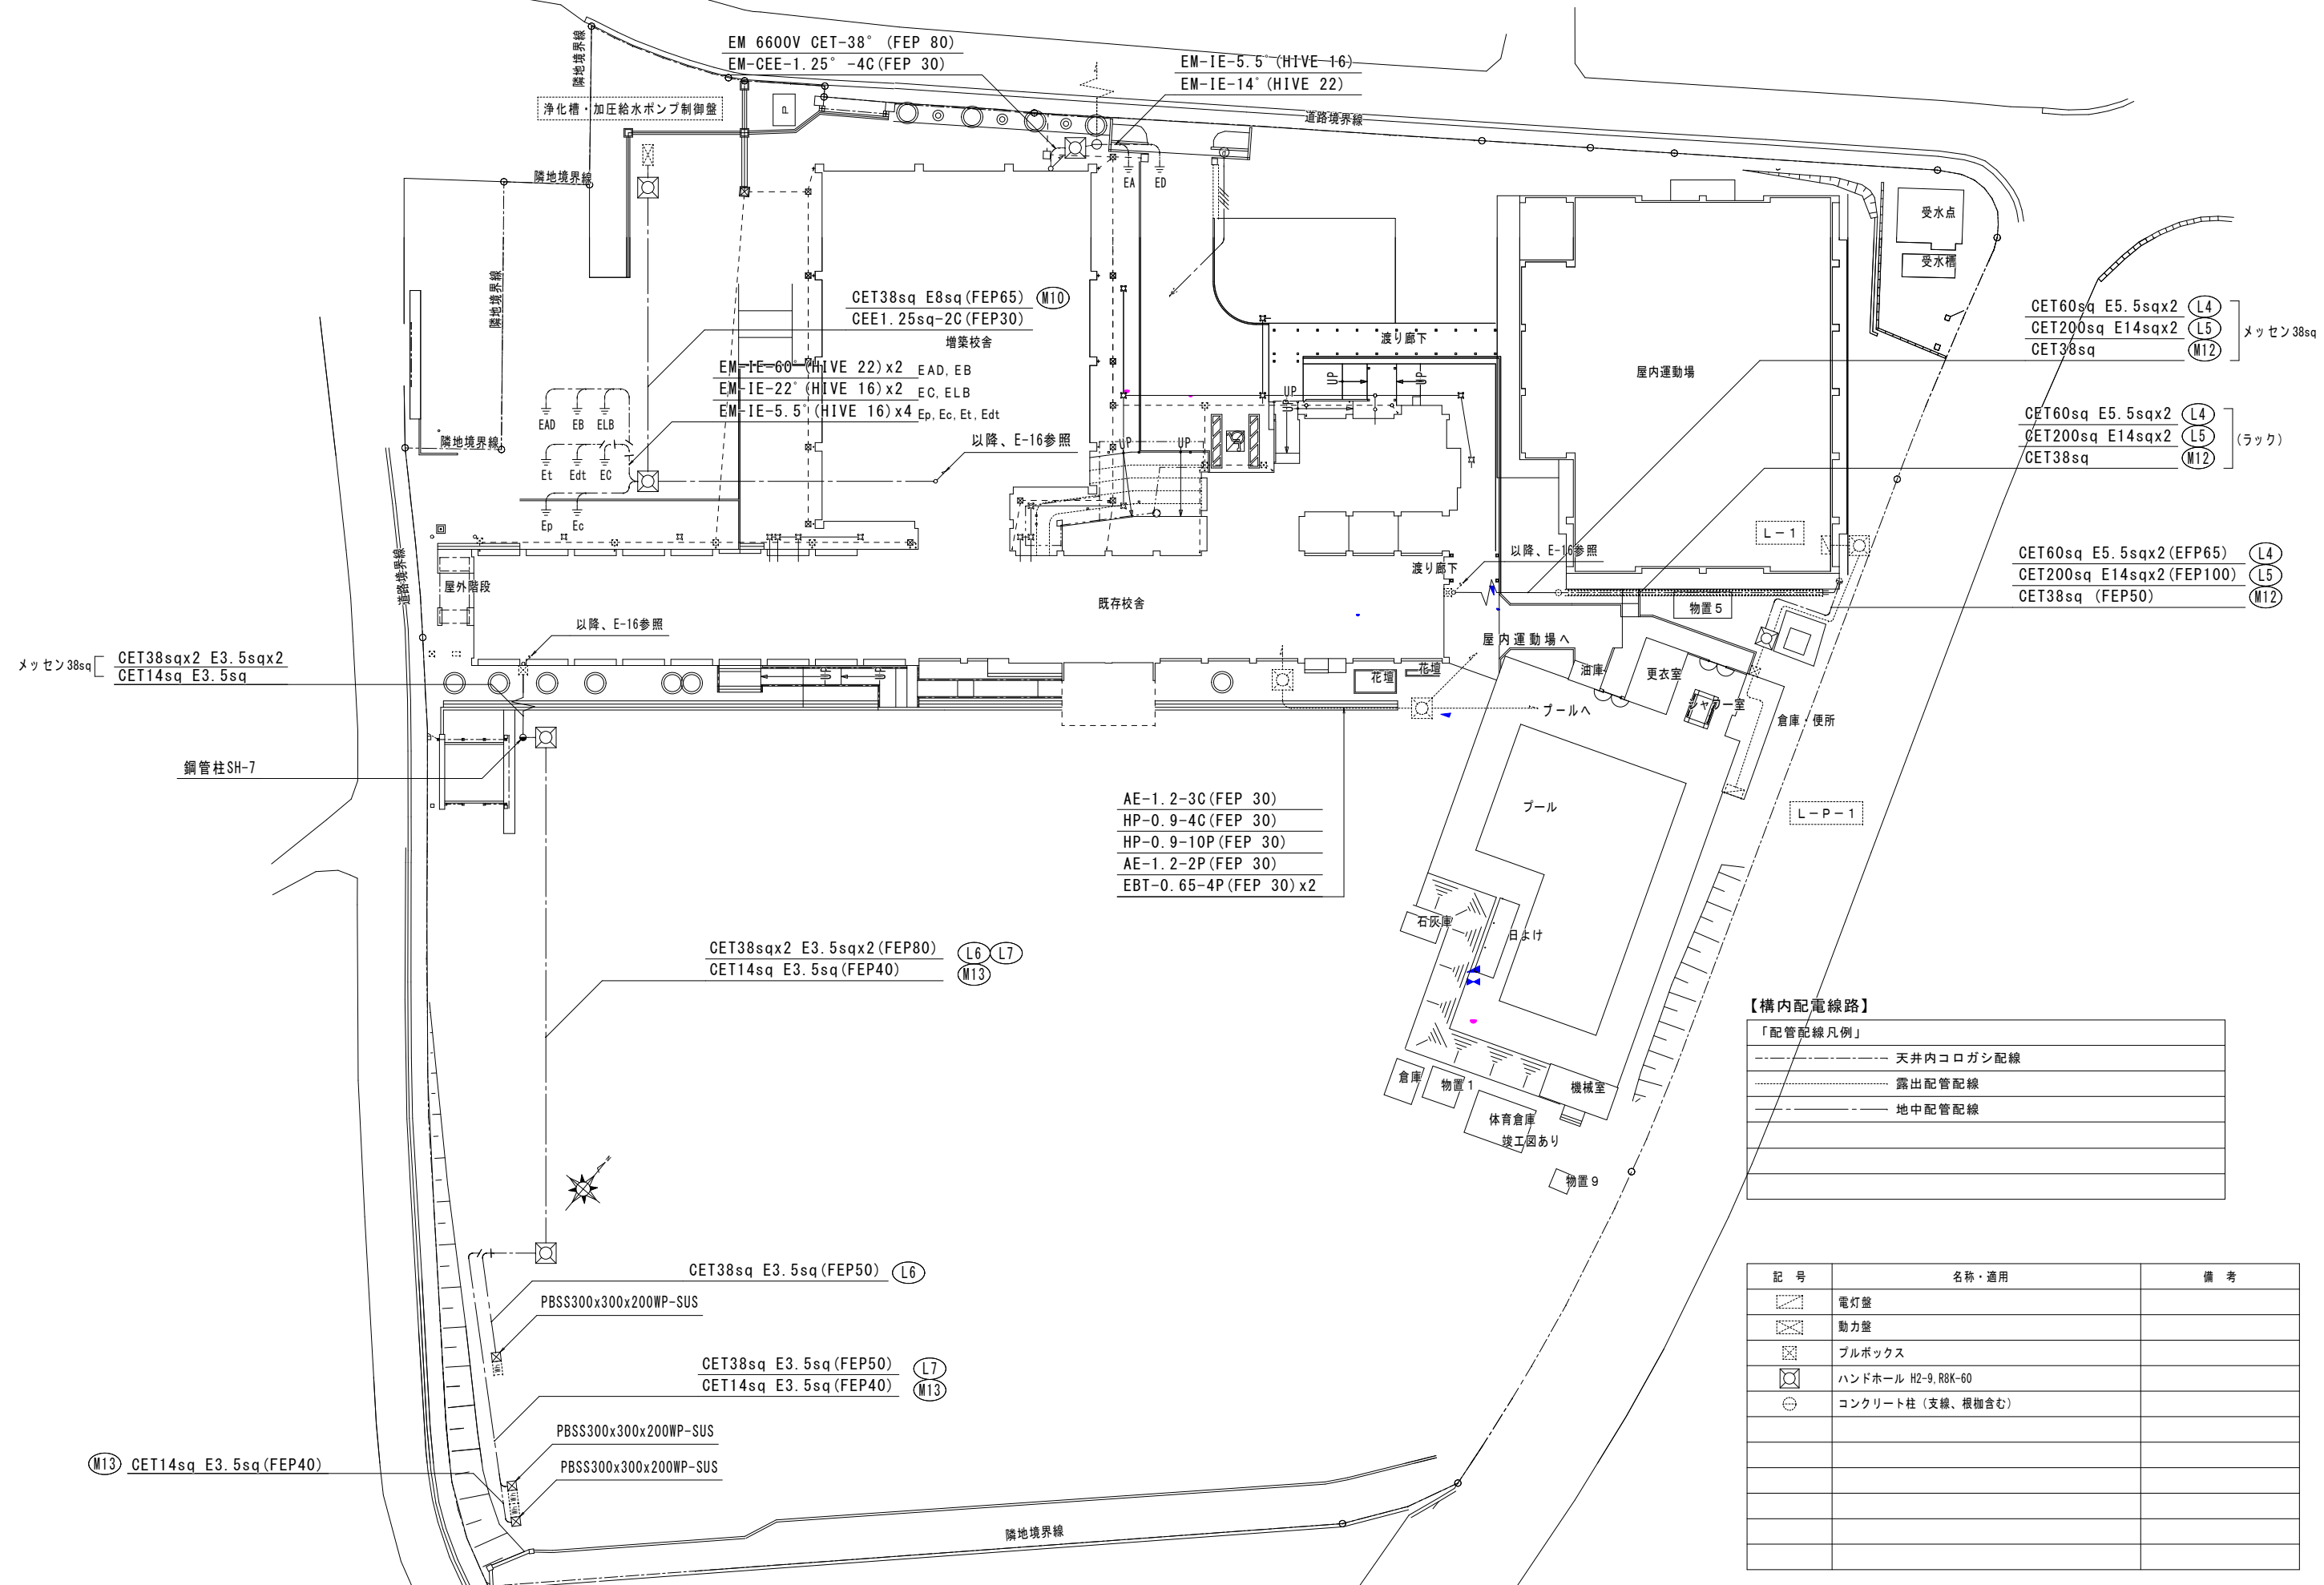 EM 6600V CET-38° (FEP 80)
EM-CEE-1.25° -4C(FEP 30)
EM-IE-5.5°(HIVE 16)
EM-IE-14°(HIVE 22)
隣地境界線
浄化槽・加圧給水ポンプ制御盤
P
道路境界線
隣地境界線
EA
ED
受水点
受水槽
隣地境界線
CET38sq E8sq(FEP65) M10
CEE1.25sq-2C(FEP30)
増築校舎
EM-IE-60°(HIVE 22)x2 EAD, EB
EM-IE-22°(HIVE 16)x2 EC, ELB
EM-IE-5.5°(HIVE 16)x4 Ep, Ec, Et, Edt
渡り廊下
屋内運動場
CET60sq E5.5sqx2 L4
CET200sq E14sqx2 L5
CET38sq M12
メッセン38sq
CET60sq E5.5sqx2 L4
CET200sq E14sqx2 L5
CET38sq M12
(ラック)
UP
UP
UP
UP
UP
UP
EAD
EB
ELB
隣地境界線
以降、E-16参照
Et
Edt
EC
Ep
Ec
L-1
道路境界線
屋外階段
以降、E-16参照
渡り廊下
CET60sq E5.5sqx2(EFP65) L4
CET200sq E14sqx2(FEP100) L5
CET38sq (FEP50) M12
既存校舎
物置5
以降、E-16参照
屋内運動場へ
メッセン38sq
CET38sqx2 E3.5sqx2
CET14sq E3.5sq
UP
UP
花壇
花壇
油庫
更衣室
シャワー室
倉庫・便所
プールへ
鋼管柱SH-7
AE-1.2-3C(FEP 30)
HP-0.9-4C(FEP 30)
HP-0.9-10P(FEP 30)
AE-1.2-2P(FEP 30)
EBT-0.65-4P(FEP 30)x2
プール
L-P-1
石灰庫
日よけ
CET38sqx2 E3.5sqx2(FEP80) L6 L7
CET14sq E3.5sq(FEP40) M13
【構内配電線路】
「配管配線凡例」
天井内コロガシ配線
露出配管配線
地中配管配線
倉庫
物置1
機械室
体育倉庫
竣工図あり
物置9
CET38sq E3.5sq(FEP50) L6
PBSS300x300x200WP-SUS
CET38sq E3.5sq(FEP50) L7
CET14sq E3.5sq(FEP40) M13
PBSS300x300x200WP-SUS
M13 CET14sq E3.5sq(FEP40)
PBSS300x300x200WP-SUS
隣地境界線
記 号 名称・適用 備 考
電灯盤
動力盤
プルボックス
ハンドホール H2-9,R8K-60
コンクリート柱（支線、根枷含む）